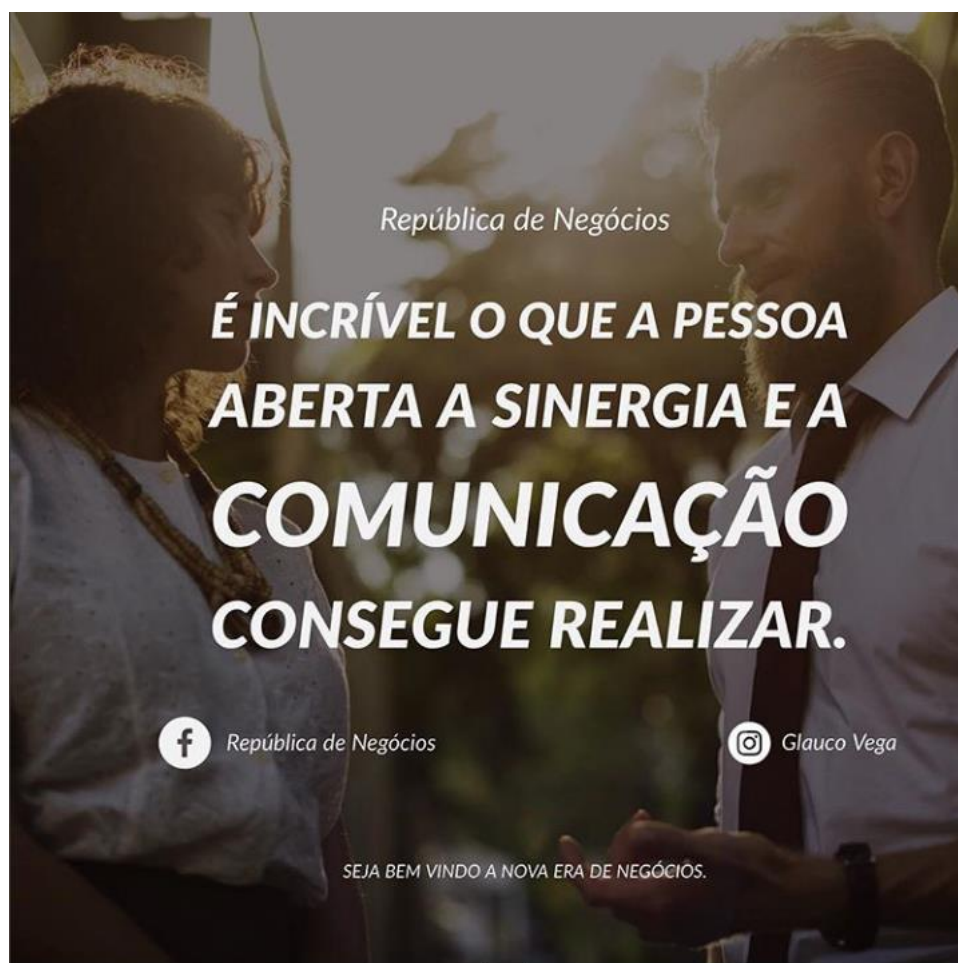 República de Negócios
É INCRÍVEL O QUE A PESSOA
ABERTA A SINERGIA E A
COMUNICAÇÃO
CONSEGUE REALIZAR.
República de Negócios
Glauco Vega
SEJA BEM VINDO A NOVA ERA DE NEGÓCIOS.